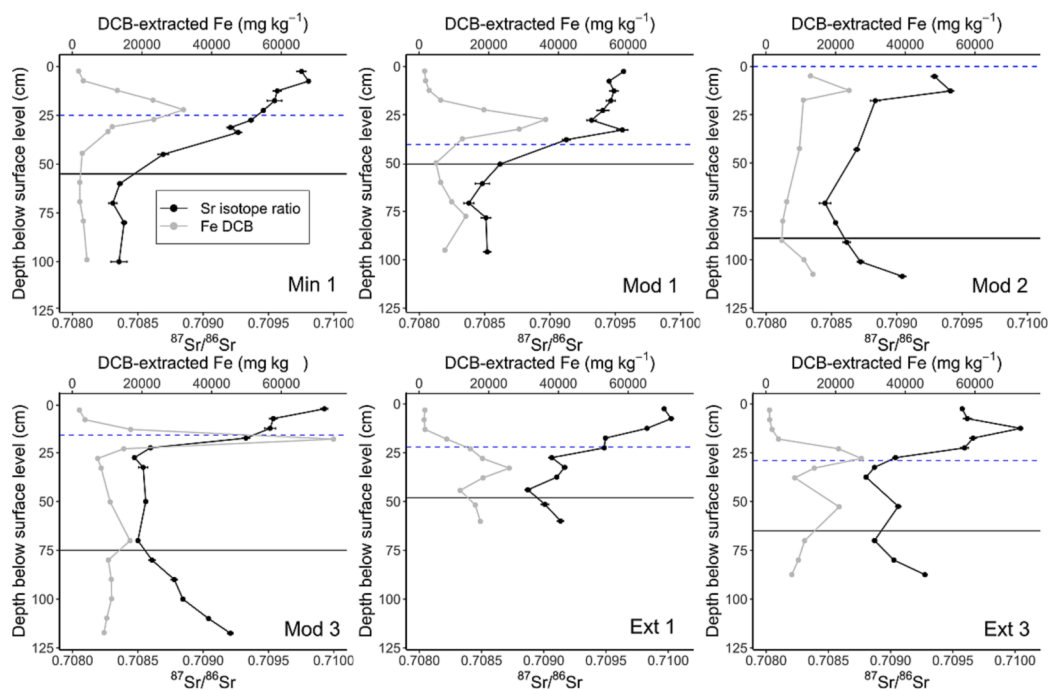 DCB-extracted Fe (mg kg⁻¹) DCB-extracted Fe (mg kg⁻¹) DCB-extracted Fe (mg kg⁻¹)
0 20000 40000 60000 0 20000 40000 60000 0 20000 40000 60000
Depth below surface level (cm) Depth below surface level (cm) Depth below surface level (cm)
0 0 0
25 25 25
50 50 50
75 75 75
100 100 100
125 125 125
Sr isotope ratio
Fe DCB
Min 1 Mod 1 Mod 2
0.7080 0.7085 0.7090 0.7095 0.7100 0.7080 0.7085 0.7090 0.7095 0.7100 0.7080 0.7085 0.7090 0.7095 0.7100
⁸⁷Sr/⁸⁶Sr ⁸⁷Sr/⁸⁶Sr ⁸⁷Sr/⁸⁶Sr
DCB-extracted Fe (mg kg ) DCB-extracted Fe (mg kg⁻¹) DCB-extracted Fe (mg kg⁻¹)
0 20000 40000 60000 0 20000 40000 60000 0 20000 40000 60000
Depth below surface level (cm) Depth below surface level (cm) Depth below surface level (cm)
0 0 0
25 25 25
50 50 50
75 75 75
100 100 100
125 125 125
Mod 3 Ext 1 Ext 3
0.7080 0.7085 0.7090 0.7095 0.7100 0.7080 0.7085 0.7090 0.7095 0.7100 0.7080 0.7085 0.7090 0.7095 0.7100
⁸⁷Sr/⁸⁶Sr ⁸⁷Sr/⁸⁶Sr ⁸⁷Sr/⁸⁶Sr